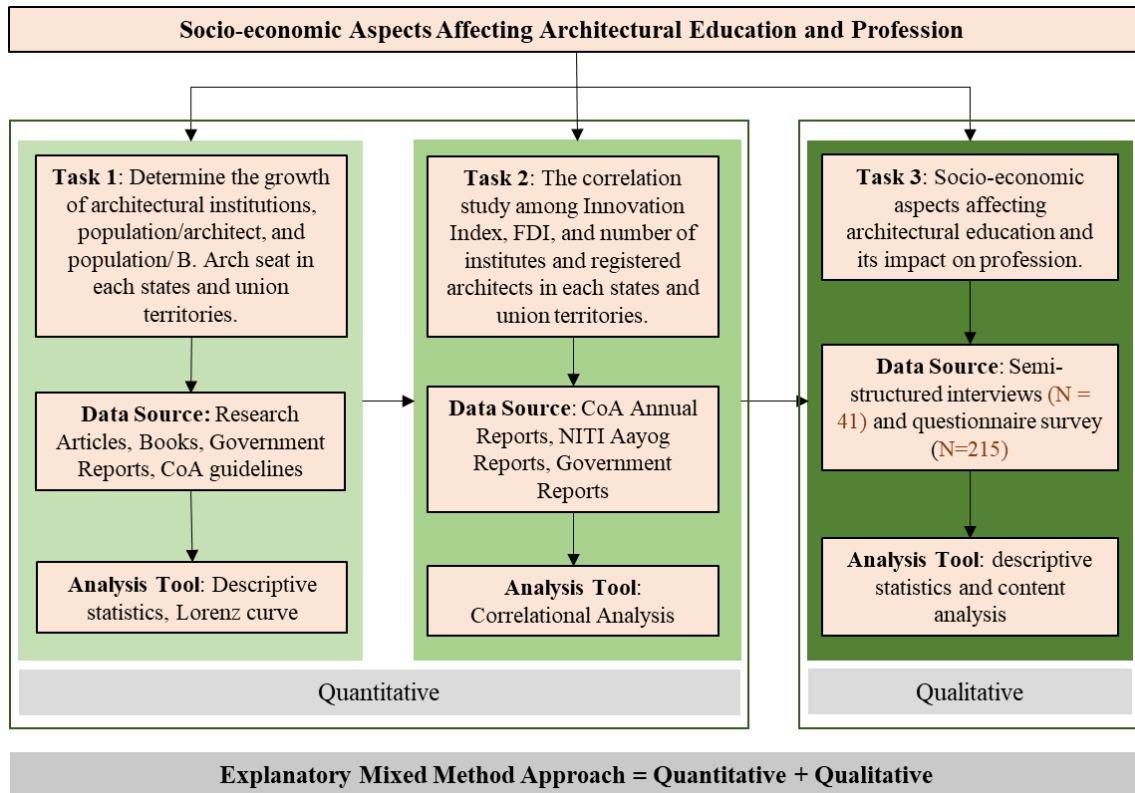 Socio-economic Aspects Affecting Architectural Education and Profession
Task 1: Determine the growth
of architectural institutions,
population/architect, and
population/ B. Arch seat in
each states and union
territories.
Data Source: Research
Articles, Books, Government
Reports, CoA guidelines
Analysis Tool: Descriptive
statistics, Lorenz curve
Task 2: The correlation
study among Innovation
Index, FDI, and number of
institutes and registered
architects in each states and
union territories.
Data Source: CoA Annual
Reports, NITI Aayog
Reports, Government
Reports
Analysis Tool:
Correlational Analysis
Quantitative
Task 3: Socio-economic
aspects affecting
architectural education and
its impact on profession.
Data Source: Semi-
structured interviews (N =
41) and questionnaire survey
(N=215)
Analysis Tool: descriptive
statistics and content
analysis
Qualitative
Explanatory Mixed Method Approach = Quantitative + Qualitative